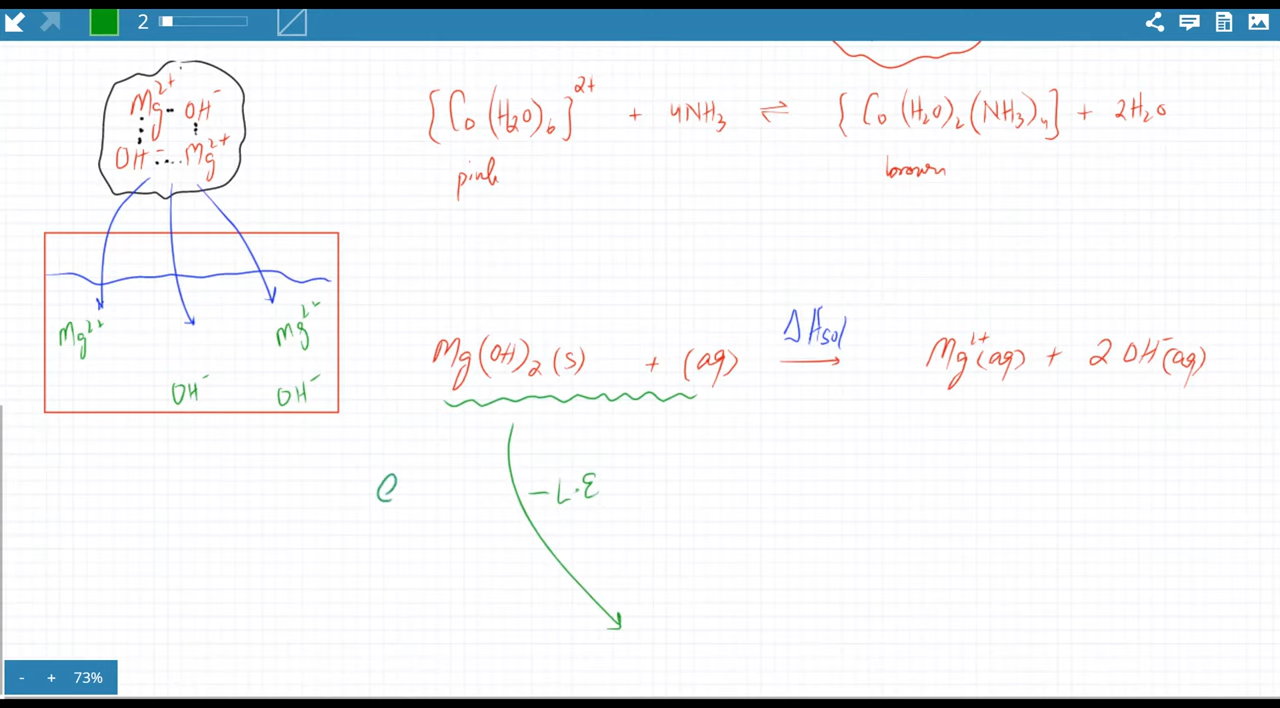 2
Mg²⁺ OH⁻
OH⁻ Mg²⁺
[Co(H₂O)₆]²⁺ + 4NH₃ ⇌ [Co(H₂O)₂(NH₃)₄] + 2H₂O
pink brown
Mg²⁺ Mg²⁺
OH⁻ OH⁻
ΔHsol
Mg(OH)₂(s) + (aq) → Mg²⁺(aq) + 2OH⁻(aq)
-L.E
- + 73%